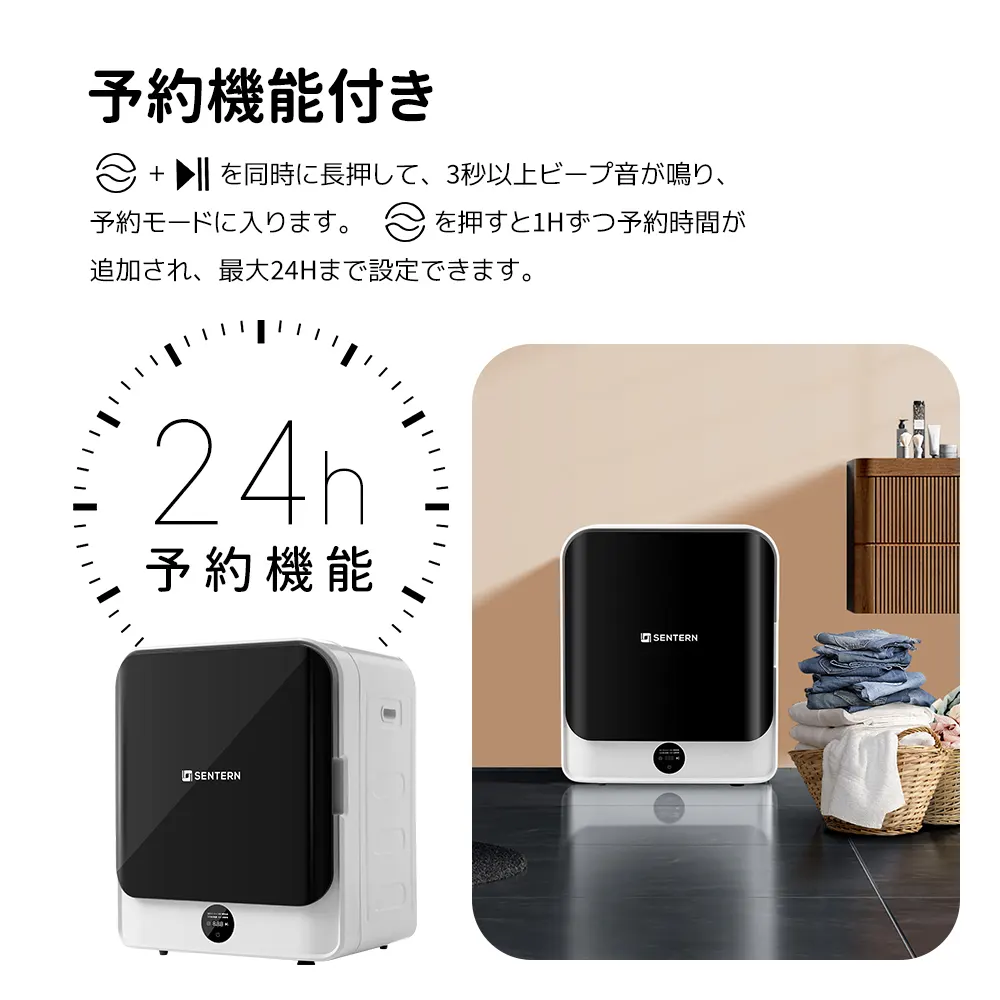 予約機能付き
+ を同時に長押して、3秒以上ビープ音が鳴り、
予約モードに入ります。 を押すと1Hずつ予約時間が
追加され、最大24Hまで設定できます。
24h
予約機能
SENTERN
SENTERN